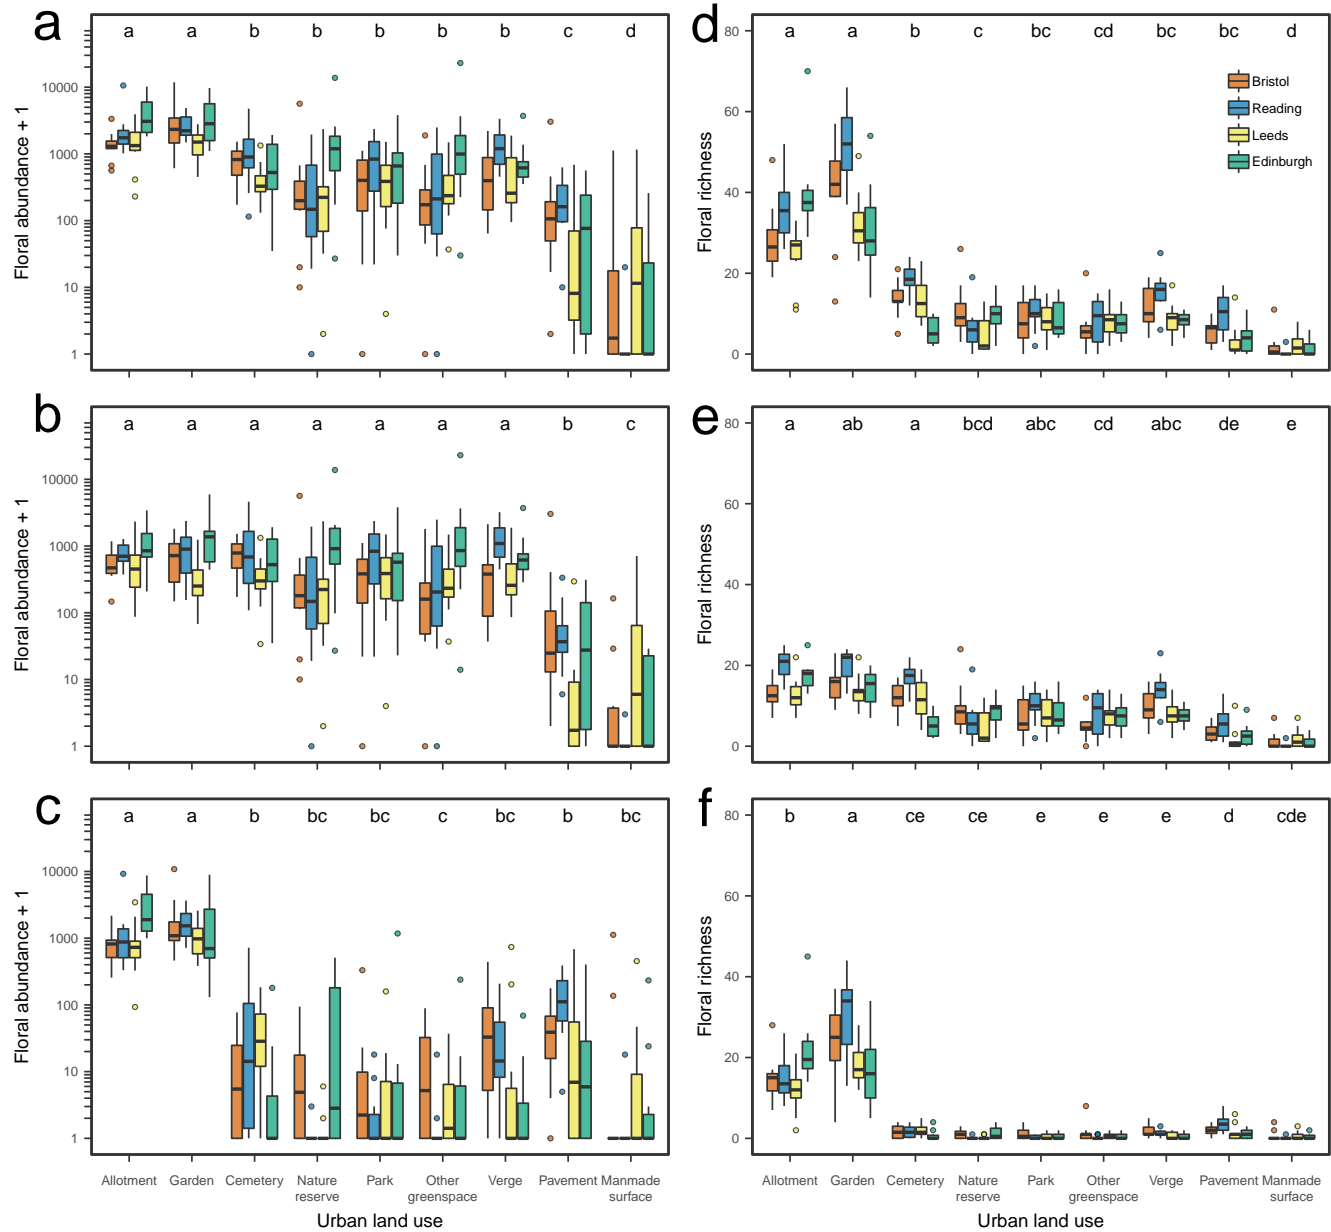 a
a a b b b b b c d
10000
1000
100
10
1
Floral abundance + 1
d
a a b c bc cd bc bc d
80
60
40
20
0
Floral richness
Bristol
Reading
Leeds
Edinburgh
b
a a a a a a a b c
10000
1000
100
10
1
Floral abundance + 1
e
a ab a bcd abc cd abc de e
80
60
40
20
0
Floral richness
c
a a b bc bc c bc b bc
10000
1000
100
10
1
Floral abundance + 1
Allotment Garden Cemetery Nature Park Other Verge Pavement Manmade
reserve greenspace surface
Urban land use
f
b a ce ce e e e d cde
80
60
40
20
0
Floral richness
Allotment Garden Cemetery Nature Park Other Verge Pavement Manmade
reserve greenspace surface
Urban land use